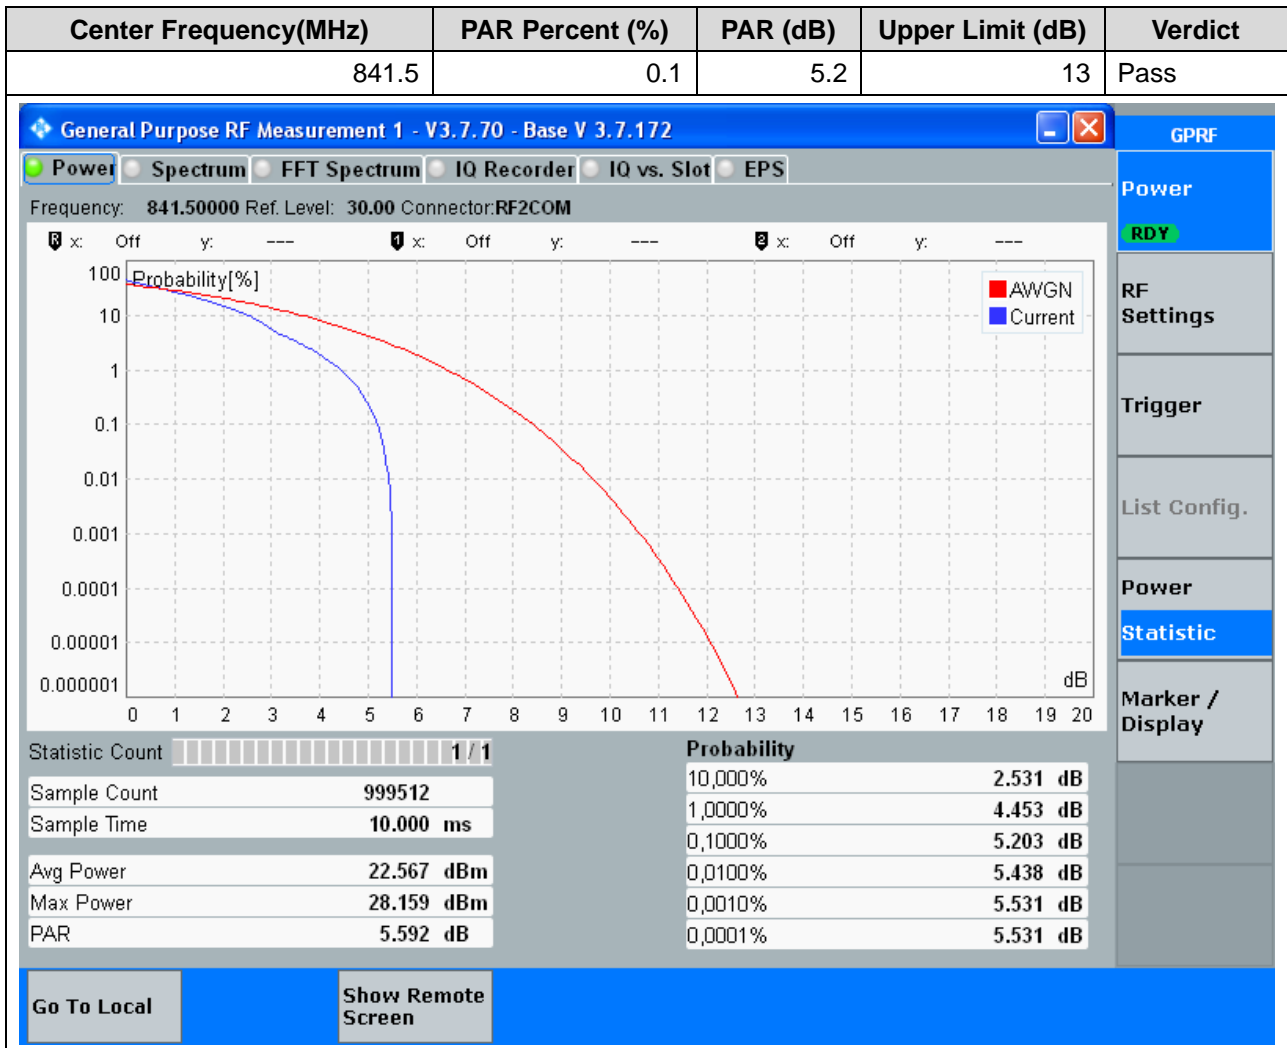 Center Frequency(MHz) PAR Percent (%) PAR (dB) Upper Limit (dB) Verdict
841.5 0.1 5.2 13 Pass
General Purpose RF Measurement 1 - V3.7.70 - Base V 3.7.172
GPRF
Power Spectrum FFT Spectrum IQ Recorder IQ vs. Slot EPS
Power
RDY
Frequency: 841.50000 Ref. Level: 30.00 Connector:RF2COM
R x: Off y: --- 1 x: Off y: --- 2 x: Off y: ---
Probability[%]
AWGN
Current
100
10
1
0.1
0.01
0.001
0.0001
0.00001
0.000001
dB
0 1 2 3 4 5 6 7 8 9 10 11 12 13 14 15 16 17 18 19 20
RF
Settings
Trigger
List Config.
Power
Statistic
Marker /
Display
Statistic Count 1 / 1
Sample Count 999512
Sample Time 10.000 ms
Avg Power 22.567 dBm
Max Power 28.159 dBm
PAR 5.592 dB
Probability
10,000% 2.531 dB
1,0000% 4.453 dB
0,1000% 5.203 dB
0,0100% 5.438 dB
0,0010% 5.531 dB
0,0001% 5.531 dB
Go To Local
Show Remote
Screen